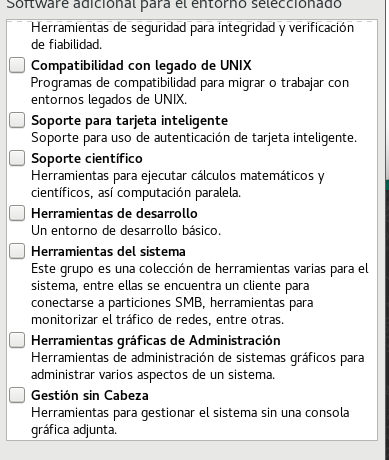 Software adicional para el entorno seleccionado
Herramientas de seguridad para integridad y verificación
de fiabilidad.
Compatibilidad con legado de UNIX
Programas de compatibilidad para migrar o trabajar con
entornos legados de UNIX.
Soporte para tarjeta inteligente
Soporte para uso de autenticación de tarjeta inteligente.
Soporte científico
Herramientas para ejecutar cálculos matemáticos y
científicos, así computación paralela.
Herramientas de desarrollo
Un entorno de desarrollo básico.
Herramientas del sistema
Este grupo es una colección de herramientas varias para el
sistema, entre ellas se encuentra un cliente para
conectarse a particiones SMB, herramientas para
monitorizar el tráfico de redes, entre otras.
Herramientas gráficas de Administración
Herramientas de administración de sistemas gráficos para
administrar varios aspectos de un sistema.
Gestión sin Cabeza
Herramientas para gestionar el sistema sin una consola
gráfica adjunta.